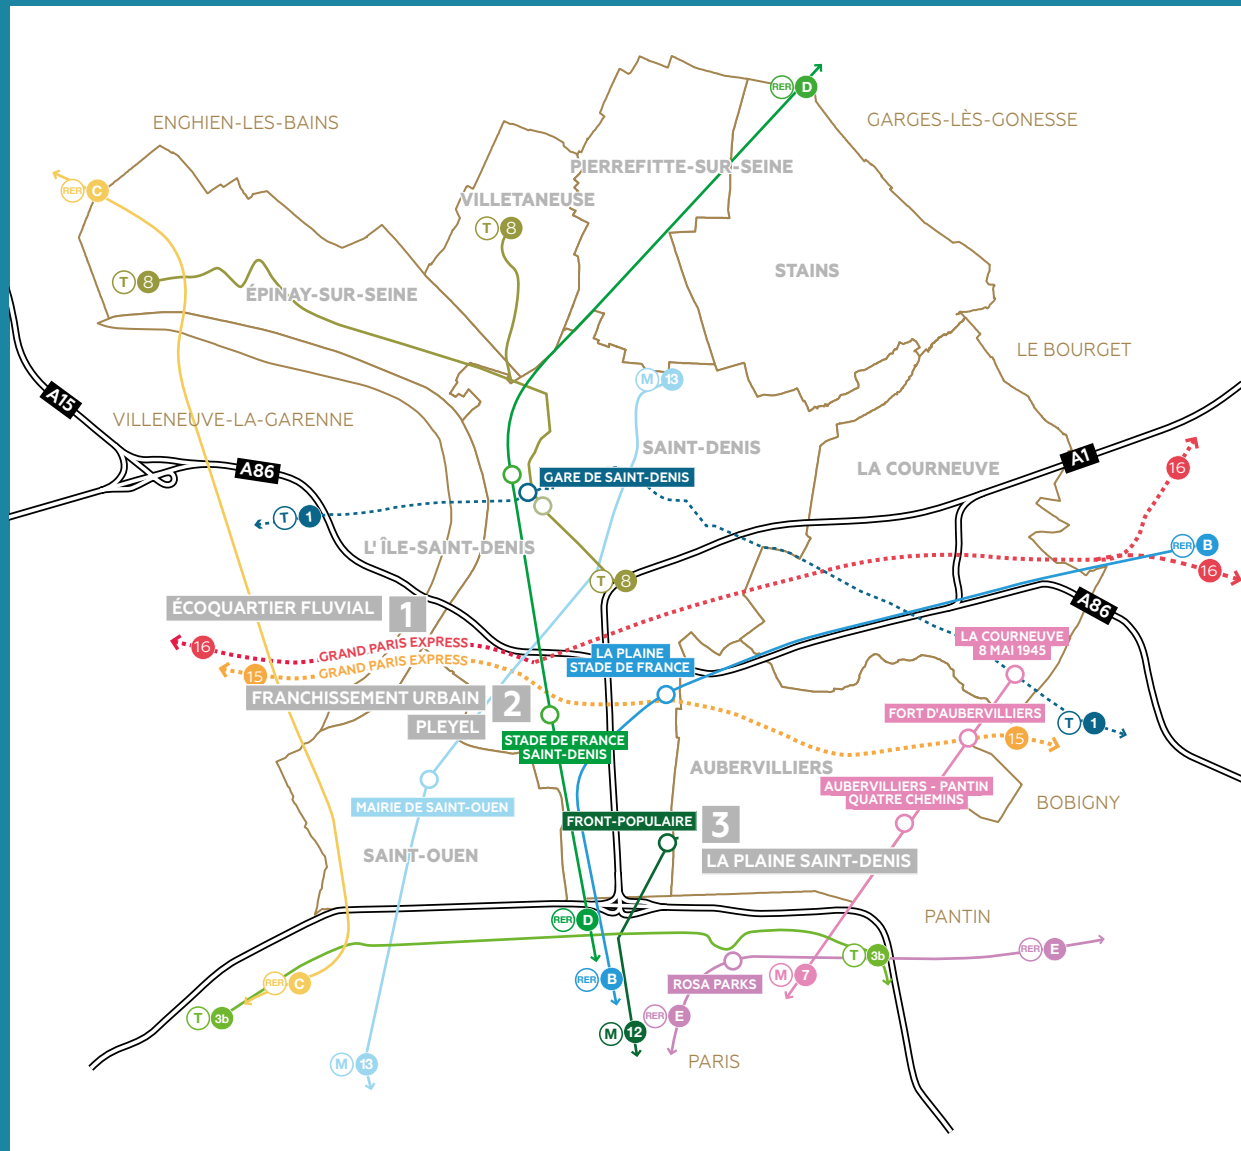 RER D
ENGHIEN-LES-BAINS
GARGES-LÈS-GONESSE
PIERREFITTE-SUR-SEINE
RER C
VILLETANEUSE
T 8
STAINS
T 8
ÉPINAY-SUR-SEINE
LE BOURGET
M 13
A15
VILLENEUVE-LA-GARENNE
SAINT-DENIS
A1
A86
LA COURNEUVE
16
GARE DE SAINT-DENIS
T 1
L' ÎLE-SAINT-DENIS
RER B
16
T 8
A86
ÉCOQUARTIER FLUVIAL 1
16
GRAND PARIS EXPRESS
LA COURNEUVE
8 MAI 1945
LA PLAINE
STADE DE FRANCE
15
GRAND PARIS EXPRESS
FRANCHISSEMENT URBAIN 2
PLEYEL
FORT D'AUBERVILLIERS
T 1
15
STADE DE FRANCE
SAINT-DENIS
AUBERVILLIERS
AUBERVILLIERS - PANTIN
QUATRE CHEMINS
BOBIGNY
MAIRIE DE SAINT-OUEN
FRONT-POPULAIRE 3
SAINT-OUEN
LA PLAINE SAINT-DENIS
PANTIN
RER D
RER E
T 3b
RER C
RER B
ROSA PARKS
M 7
T 3b
RER E
M 12
M 13
PARIS